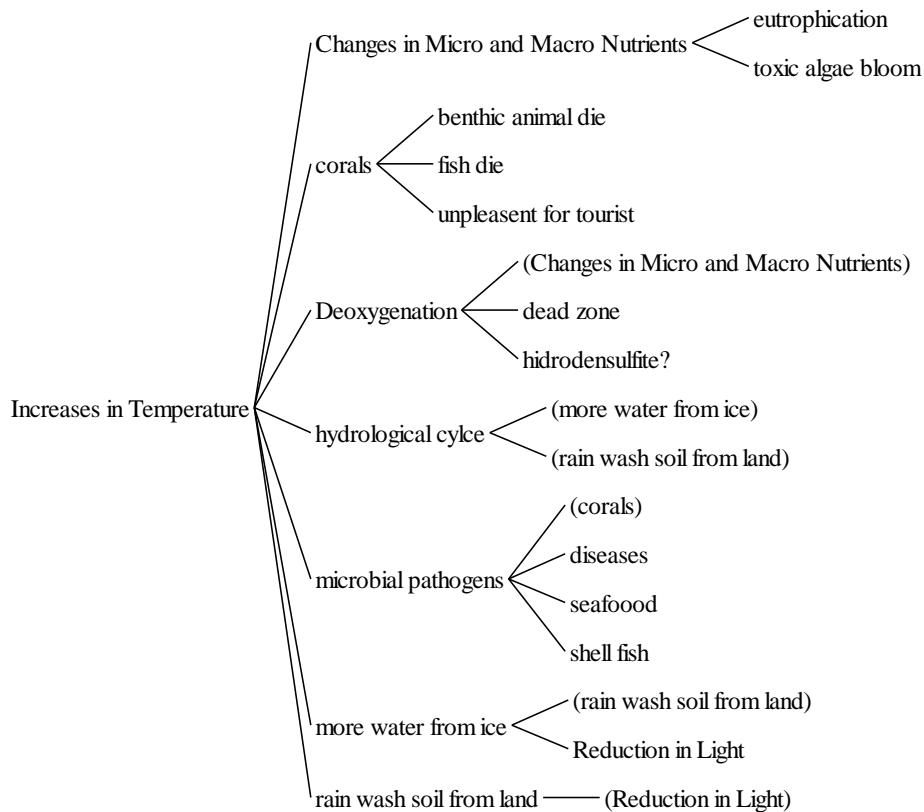 eutrophication
Changes in Micro and Macro Nutrients
toxic algae bloom
benthic animal die
corals
fish die
unpleasent for tourist
(Changes in Micro and Macro Nutrients)
Deoxygenation
dead zone
hidrodensulfite?
Increases in Temperature
(more water from ice)
hydrological cylce
(rain wash soil from land)
(corals)
diseases
microbial pathogens
seafoood
shell fish
(rain wash soil from land)
more water from ice
Reduction in Light
rain wash soil from land
(Reduction in Light)